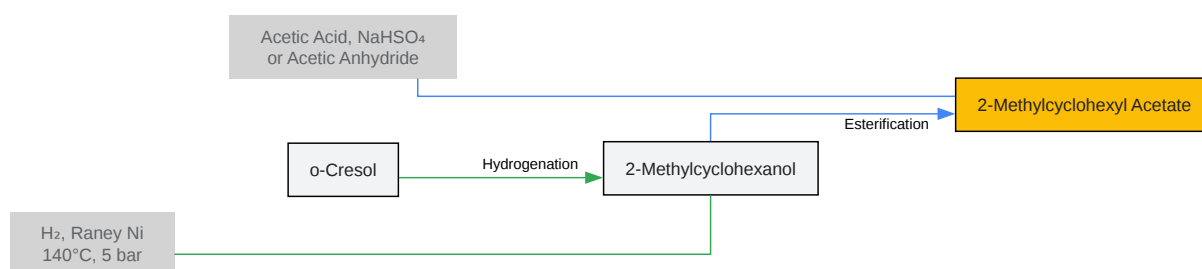 Acetic Acid, NaHSO₄
or Acetic Anhydride
2-Methylcyclohexyl Acetate
Esterification
o-Cresol
Hydrogenation
2-Methylcyclohexanol
H₂, Raney Ni
140°C, 5 bar